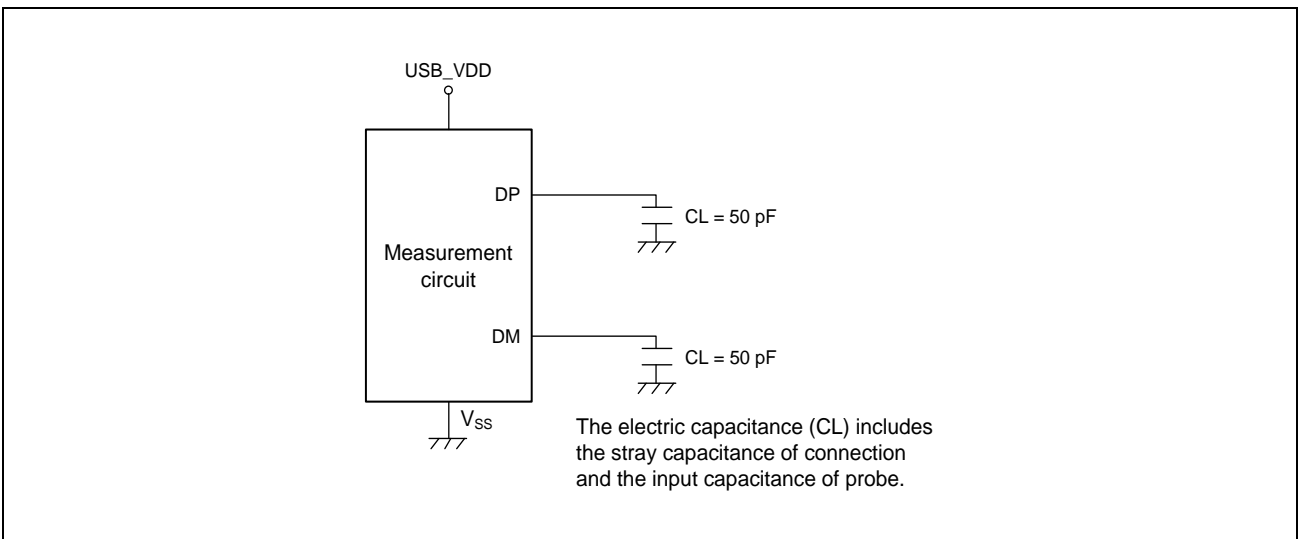 USB_VDD
DP
CL = 50 pF
Measurement
circuit
DM
CL = 50 pF
VSS
The electric capacitance (CL) includes
the stray capacitance of connection
and the input capacitance of probe.